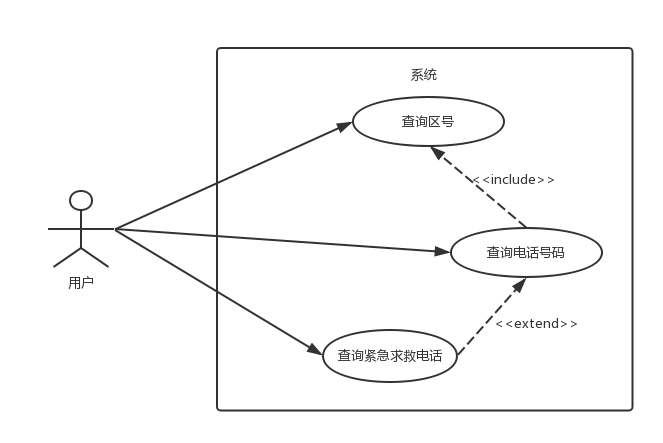 系统
查询区号
<<include>>
查询电话号码
用户
<<extend>>
查询紧急求救电话